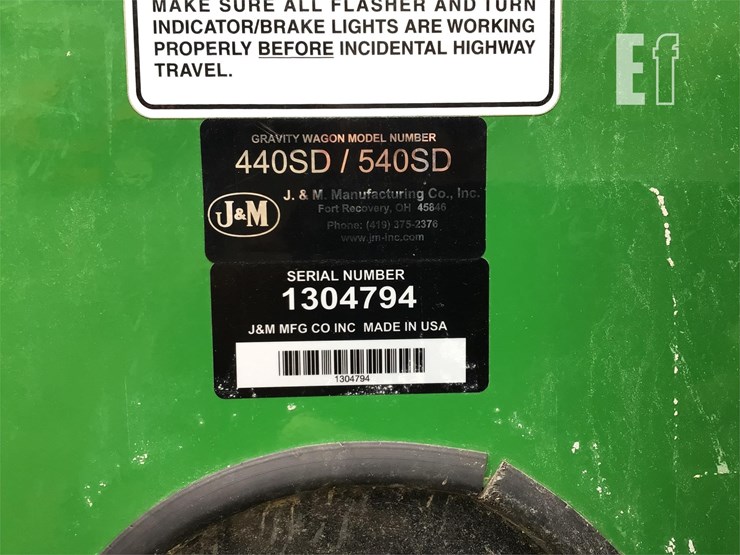 MAKE SURE ALL FLASHER AND TURN
INDICATOR/BRAKE LIGHTS ARE WORKING
PROPERLY BEFORE INCIDENTAL HIGHWAY
TRAVEL.
Ef
GRAVITY WAGON MODEL NUMBER
440SD / 540SD
J&M
J. & M. Manufacturing Co., Inc.
Fort Recovery, OH 45846
Phone: (419) 375-2376
www.jm-inc.com
SERIAL NUMBER
1304794
J&M MFG CO INC MADE IN USA
1304794